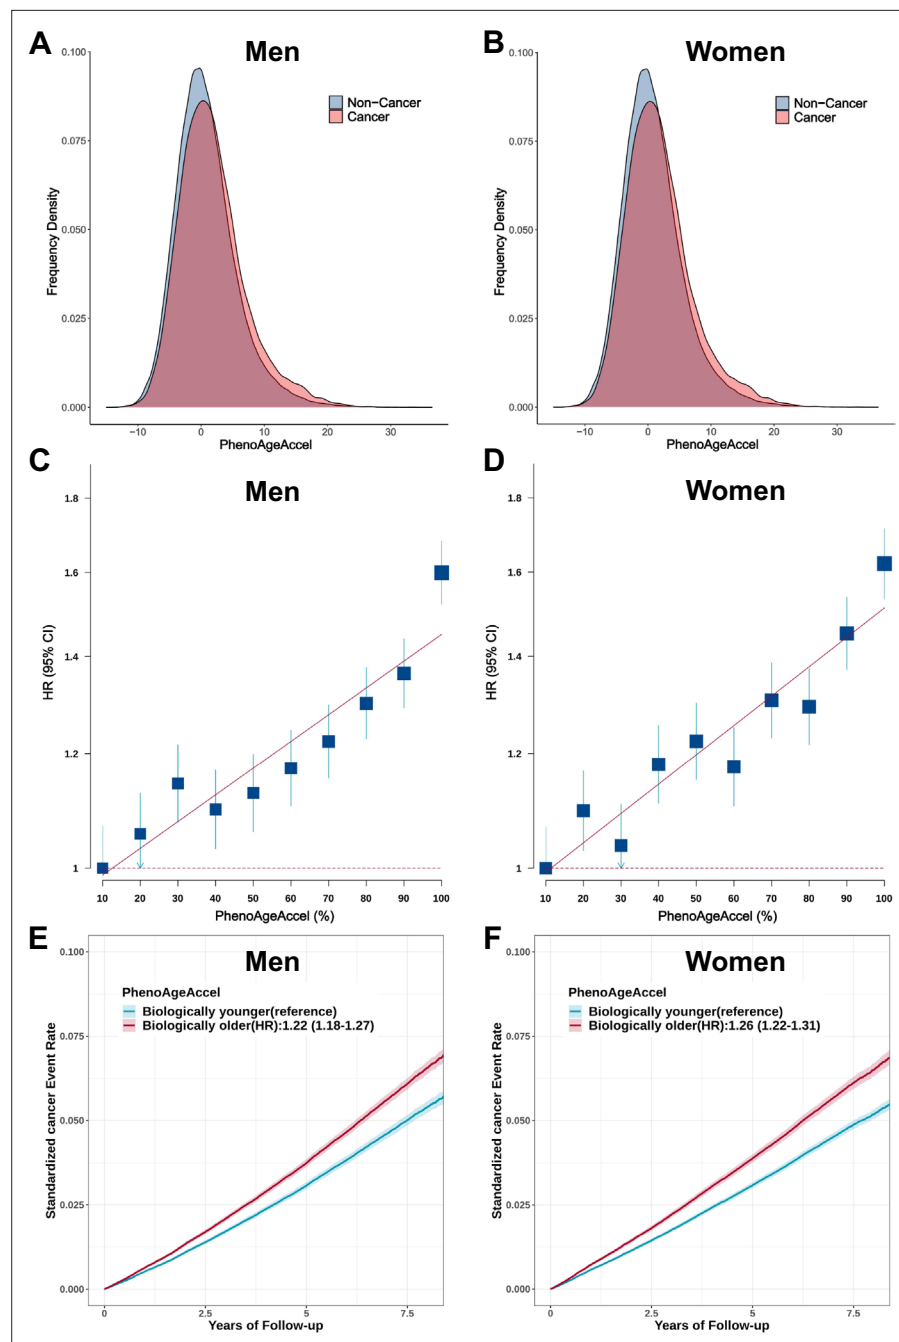 A
Men
0.100
0.075
0.050
0.025
0.000
Frequency Density
Non−Cancer
Cancer
−10
0
10
20
30
PhenoAgeAccel
B
Women
0.100
0.075
0.050
0.025
0.000
Frequency Density
Non−Cancer
Cancer
−10
0
10
20
30
PhenoAgeAccel
C
Men
1.8
1.6
1.4
1.2
1
HR (95% CI)
10 20 30 40 50 60 70 80 90 100
PhenoAgeAccel (%)
D
Women
1.8
1.6
1.4
1.2
1
HR (95% CI)
10 20 30 40 50 60 70 80 90 100
PhenoAgeAccel (%)
E
Men
0.100
0.075
0.050
0.025
0.000
Standardized cancer Event Rate
PhenoAgeAccel
Biologically younger(reference)
Biologically older(HR):1.22 (1.18-1.27)
0 2.5 5 7.5
Years of Follow-up
F
Women
0.100
0.075
0.050
0.025
0.000
Standardized cancer Event Rate
PhenoAgeAccel
Biologically younger(reference)
Biologically older(HR):1.26 (1.22-1.31)
0 2.5 5 7.5
Years of Follow-up